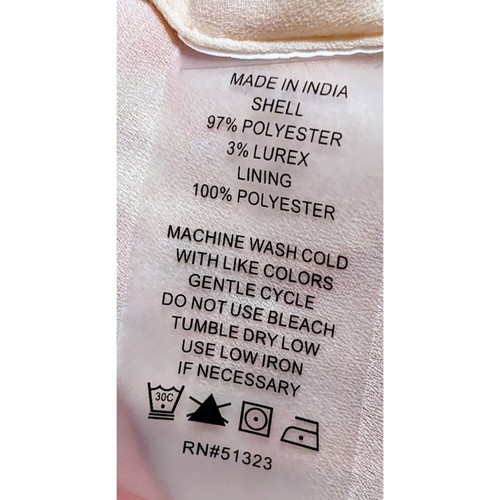 MADE IN INDIA
SHELL
97% POLYESTER
3% LUREX
LINING
100% POLYESTER
MACHINE WASH COLD
WITH LIKE COLORS
GENTLE CYCLE
DO NOT USE BLEACH
TUMBLE DRY LOW
USE LOW IRON
IF NECESSARY
30C
RN#51323